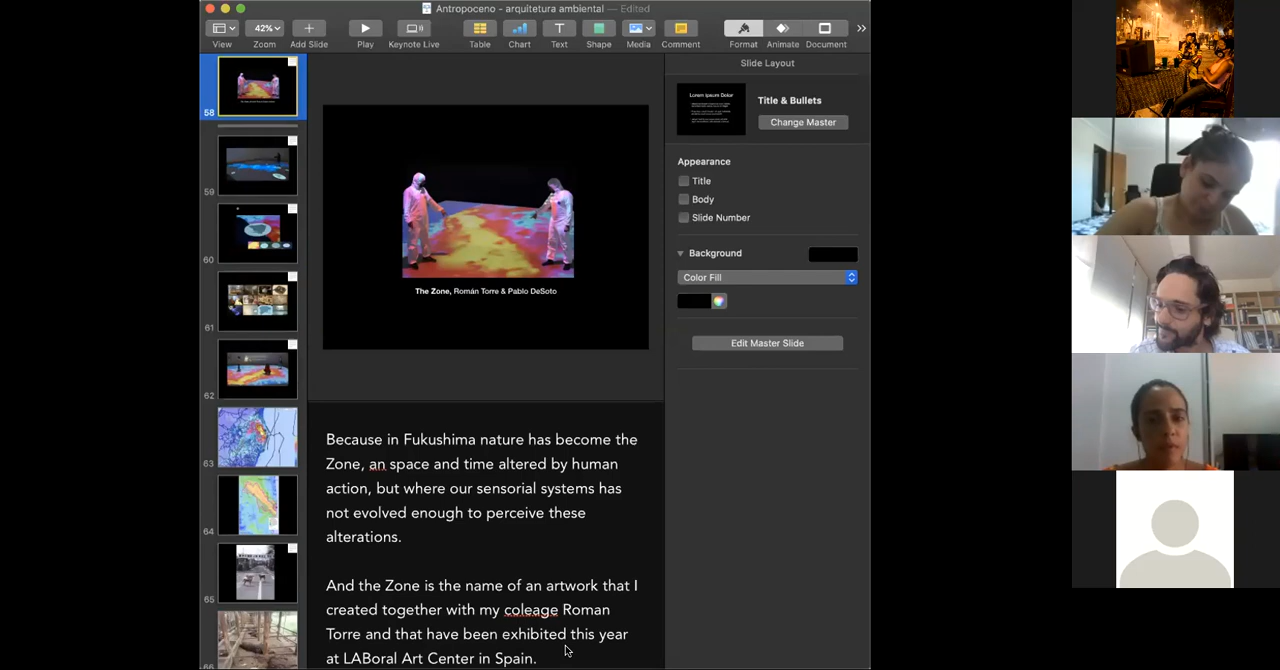 Antropoceno - arquitetura ambiental — Edited
42%
View
Zoom
Add Slide
Play
Keynote Live
Table
Chart
Text
Shape
Media
Comment
Format
Animate
Document
Slide Layout
Lorem Ipsum Dolor
Title & Bullets
Change Master
Appearance
Title
Body
Slide Number
Background
Color Fill
Edit Master Slide
58
59
60
61
62
63
64
65
The Zone, Román Torre & Pablo DeSoto
Because in Fukushima nature has become the
Zone, an space and time altered by human
action, but where our sensorial systems has
not evolved enough to perceive these
alterations.
And the Zone is the name of an artwork that I
created together with my coleage Roman
Torre and that have been exhibited this year
at LABoral Art Center in Spain.